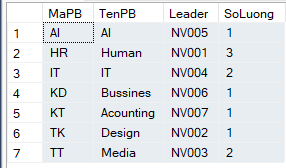 MaPB TenPB Leader SoLuong
1 AI AI NV005 1
2 HR Human NV001 3
3 IT IT NV004 2
4 KD Bussines NV006 1
5 KT Acounting NV007 1
6 TK Design NV002 1
7 TT Media NV003 2